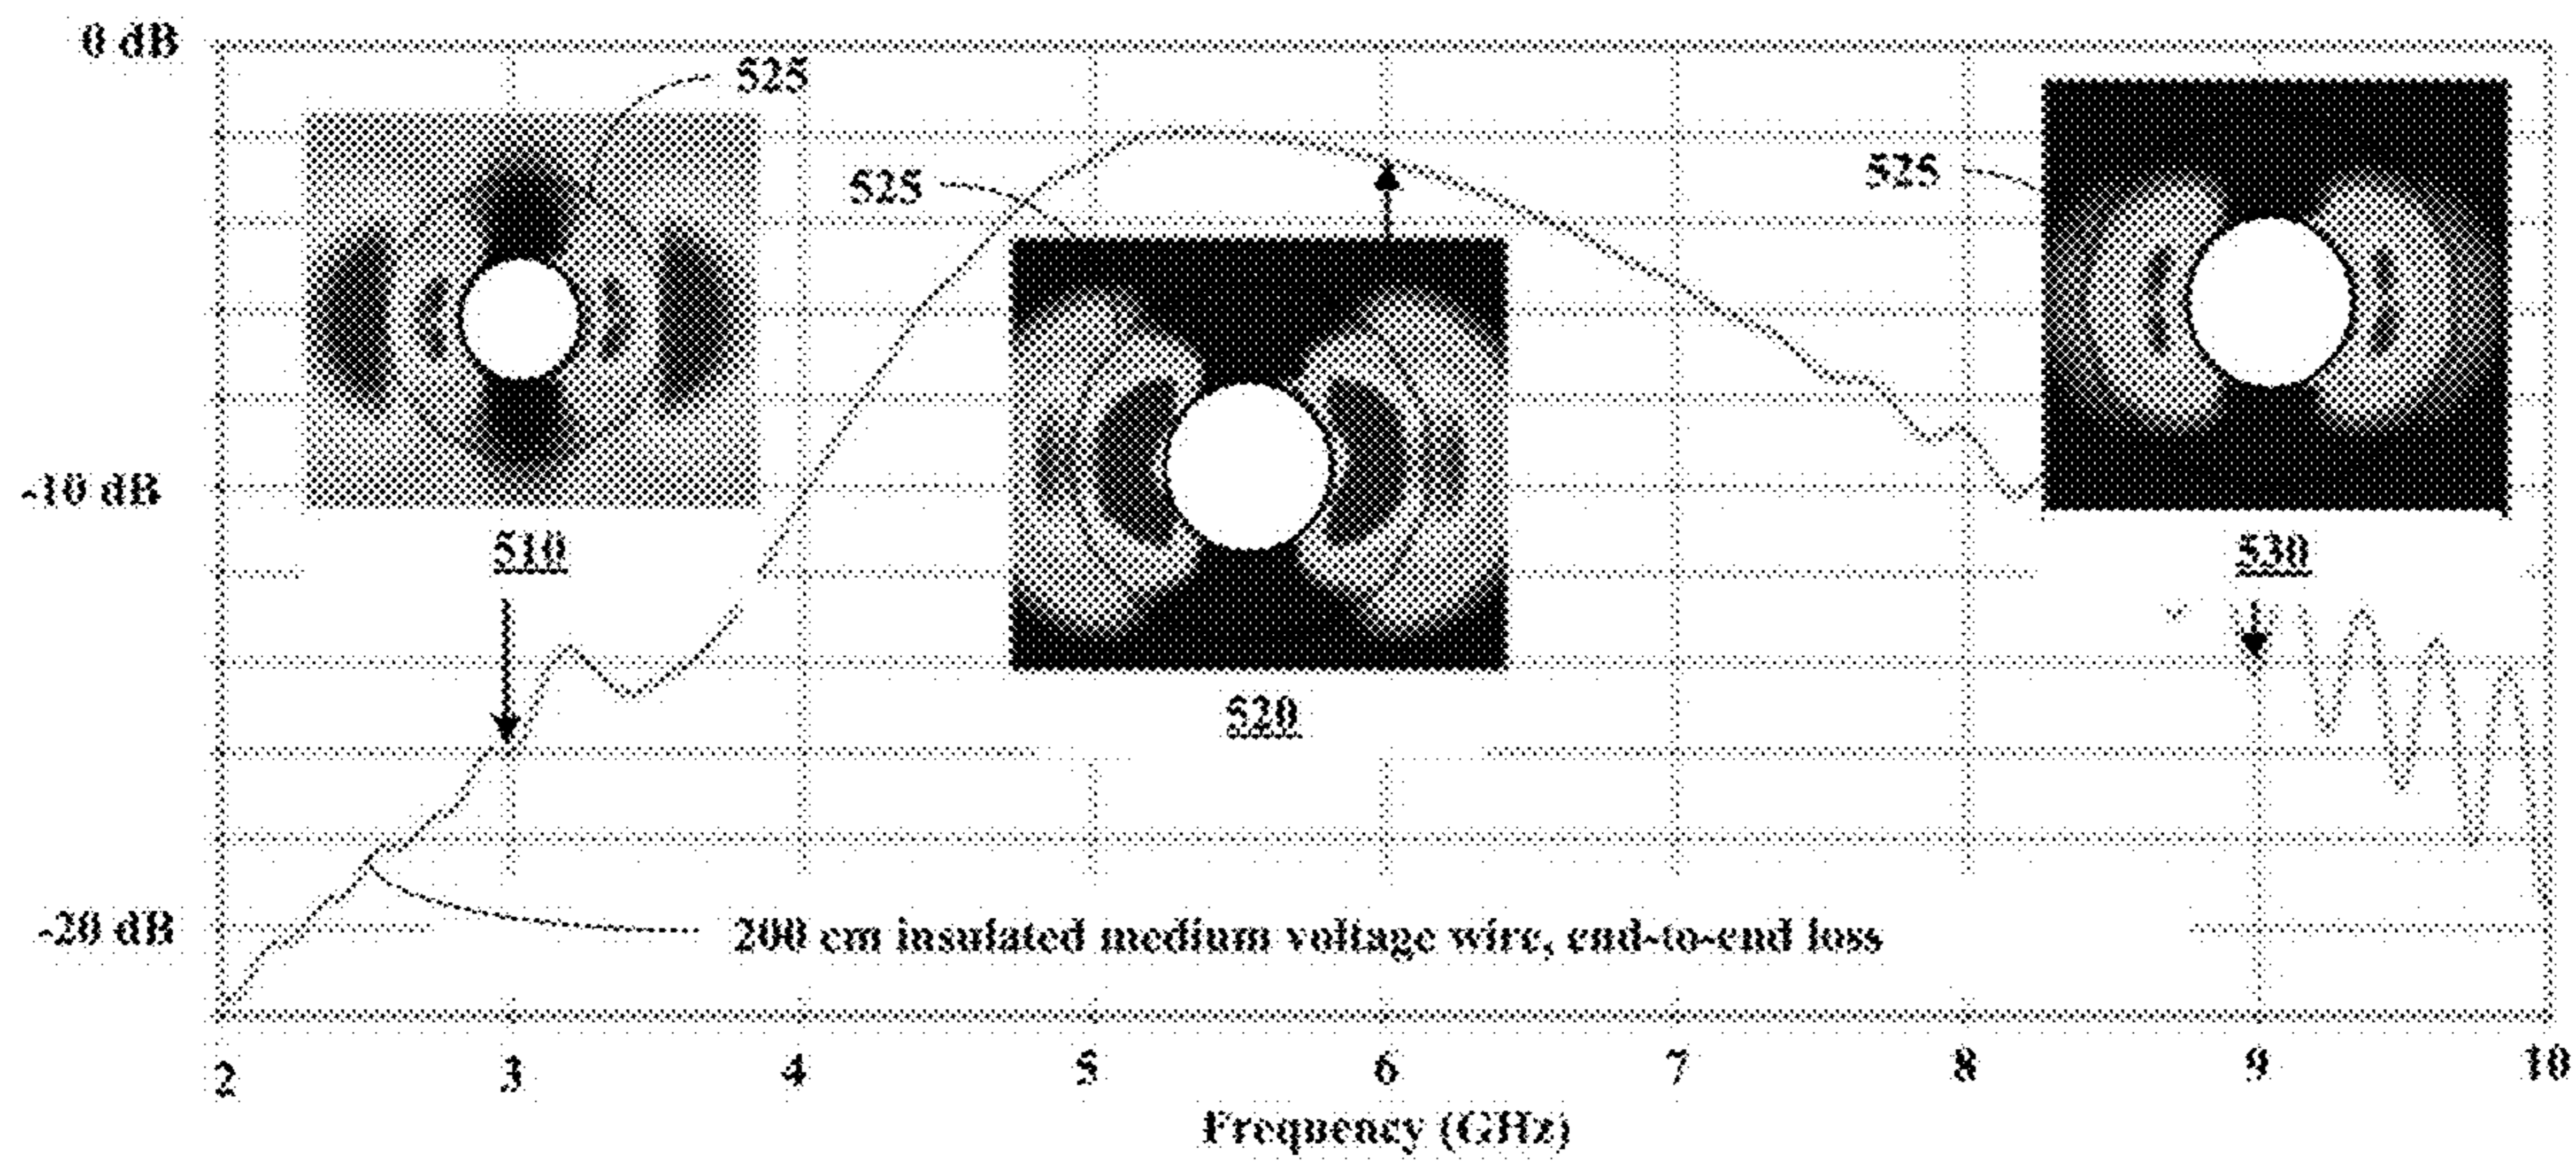 0 dB
525
525
525
-10 dB
510
530
520
-20 dB
200 cm insulated medium voltage wire, end-to-end loss
2 3 4 5 6 7 8 9 10
Frequency (GHz)